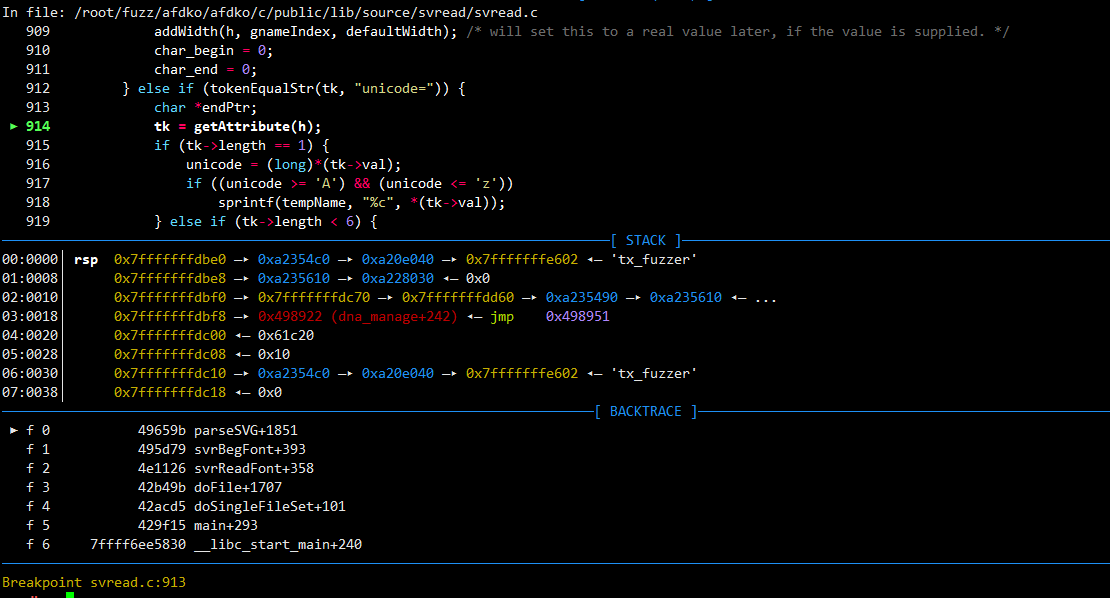 In file: /root/fuzz/afdko/afdko/c/public/lib/source/svread/svread.c
909 addWidth(h, gnameIndex, defaultWidth); /* will set this to a real value later, if the value is supplied. */
910 char_begin = 0;
911 char_end = 0;
912 } else if (tokenEqualStr(tk, "unicode=")) {
913 char *endPtr;
► 914 tk = getAttribute(h);
915 if (tk->length == 1) {
916 unicode = (long)*(tk->val);
917 if ((unicode >= 'A') && (unicode <= 'z'))
918 sprintf(tempName, "%c", *(tk->val));
919 } else if (tk->length < 6) {
[ STACK ]
00:0000│ rsp 0x7fffffffdbe0 —▸ 0xa2354c0 —▸ 0xa20e040 —▸ 0x7fffffffe602 ◂— 'tx_fuzzer'
01:0008│ 0x7fffffffdbe8 —▸ 0xa235610 —▸ 0xa228030 ◂— 0x0
02:0010│ 0x7fffffffdbf0 —▸ 0x7fffffffdc70 —▸ 0x7fffffffdd60 —▸ 0xa235490 —▸ 0xa235610 ◂— ...
03:0018│ 0x7fffffffdbf8 —▸ 0x498922 (dna_manage+242) ◂— jmp 0x498951
04:0020│ 0x7fffffffdc00 ◂— 0x61c20
05:0028│ 0x7fffffffdc08 ◂— 0x10
06:0030│ 0x7fffffffdc10 —▸ 0xa2354c0 —▸ 0xa20e040 —▸ 0x7fffffffe602 ◂— 'tx_fuzzer'
07:0038│ 0x7fffffffdc18 ◂— 0x0
[ BACKTRACE ]
► f 0 49659b parseSVG+1851
f 1 495d79 svrBegFont+393
f 2 4e1126 svrReadFont+358
f 3 42b49b doFile+1707
f 4 42acd5 doSingleFileSet+101
f 5 429f15 main+293
f 6 7ffff6ee5830 __libc_start_main+240
Breakpoint svread.c:913